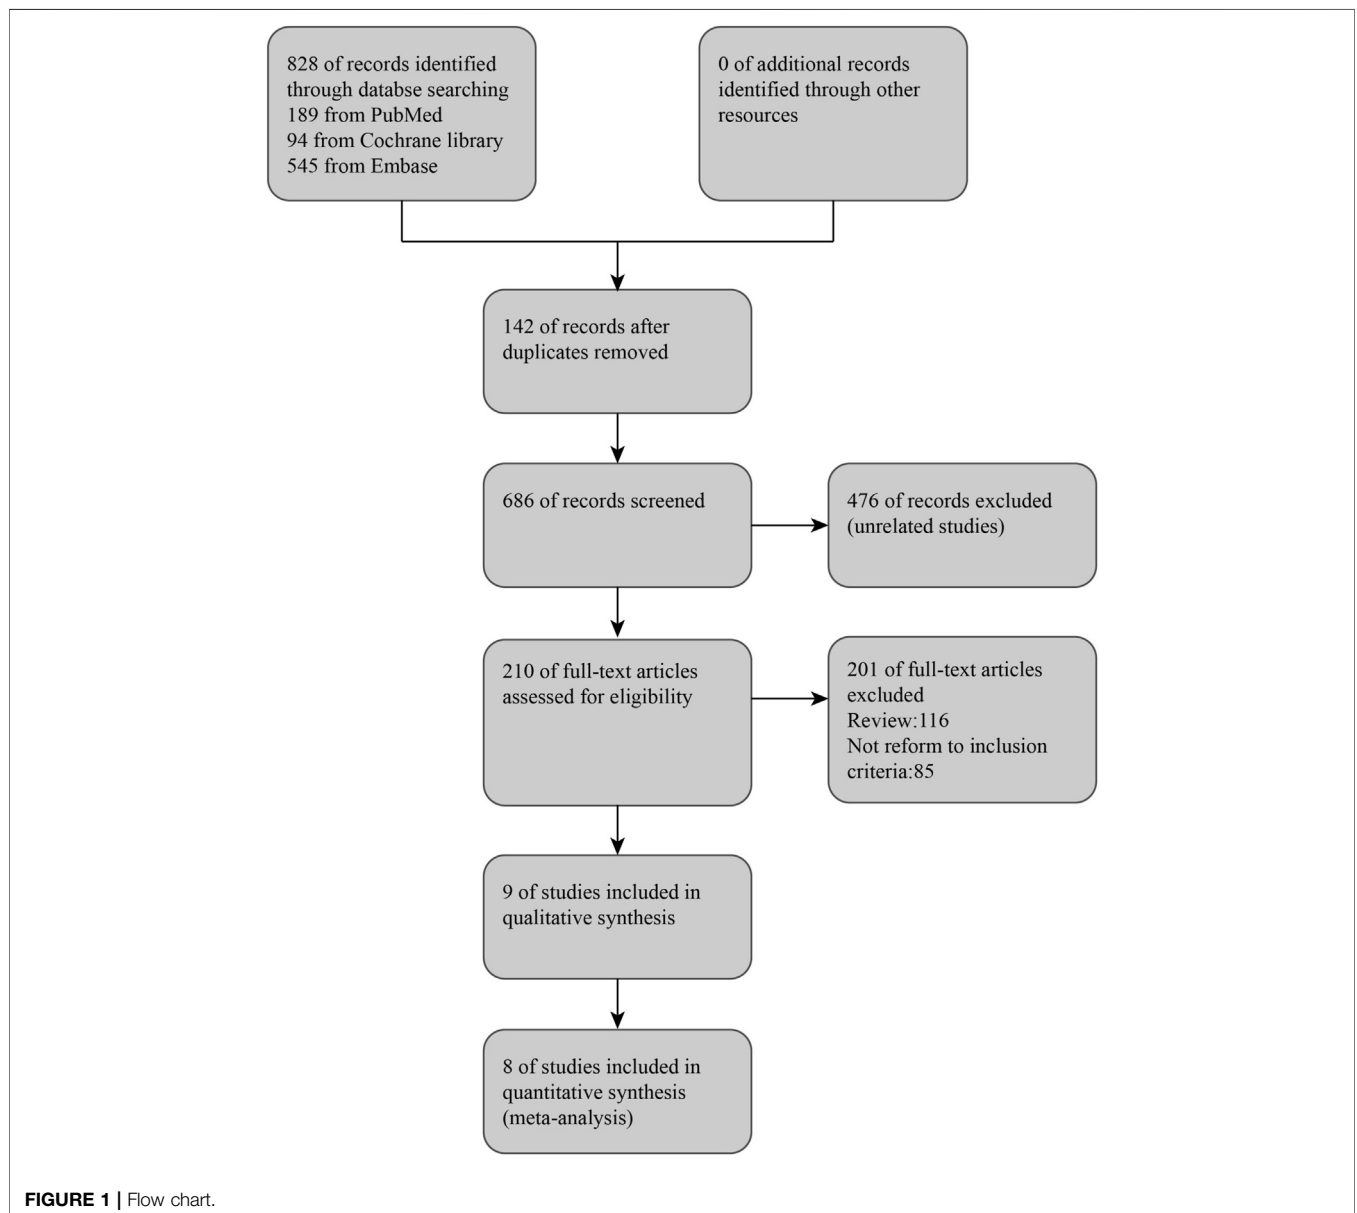 828 of records identified
through databse searching
189 from PubMed
94 from Cochrane library
545 from Embase
0 of additional records
identified through other
resources
142 of records after
duplicates removed
686 of records screened
476 of records excluded
(unrelated studies)
210 of full-text articles
assessed for eligibility
201 of full-text articles
excluded
Review:116
Not reform to inclusion
criteria:85
9 of studies included in
qualitative synthesis
8 of studies included in
quantitative synthesis
(meta-analysis)
FIGURE 1 | Flow chart.